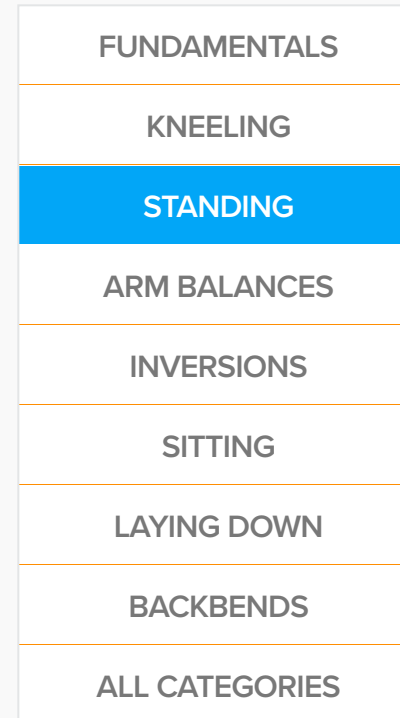 FUNDAMENTALS
KNEELING
STANDING
ARM BALANCES
INVERSIONS
SITTING
LAYING DOWN
BACKBENDS
ALL CATEGORIES